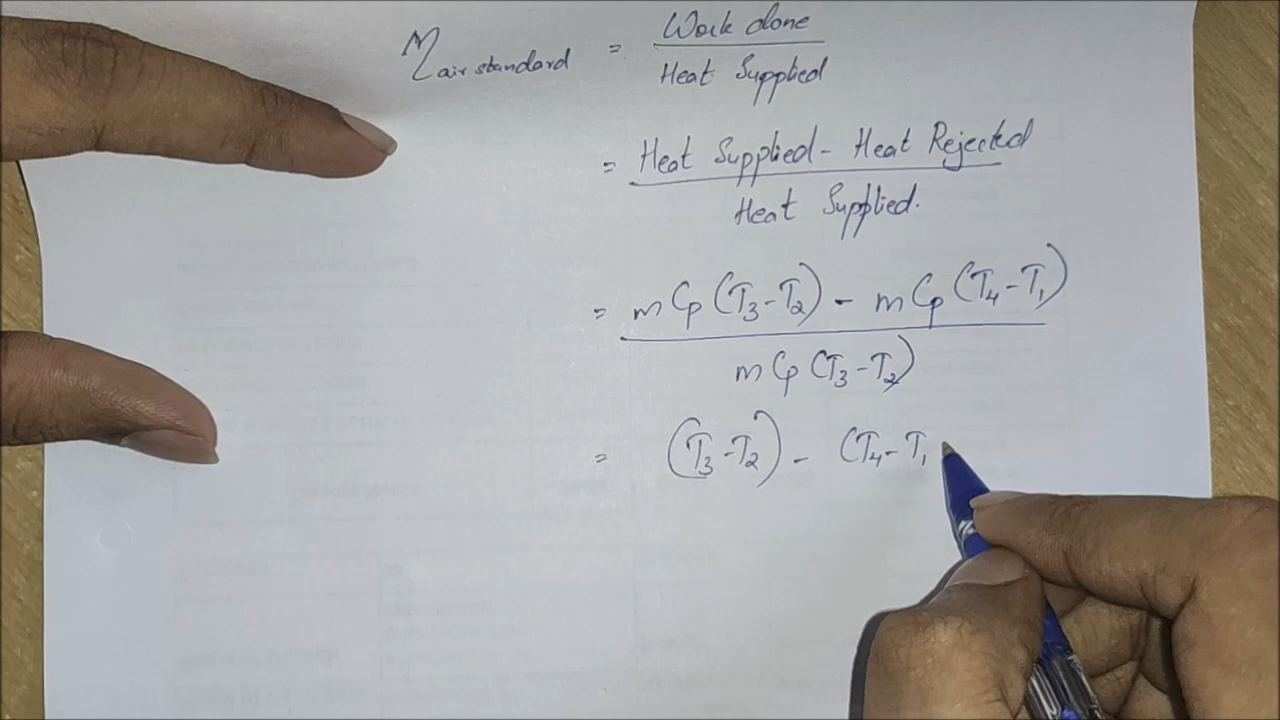 η air standard = Work done
Heat Supplied
= Heat Supplied - Heat Rejected
Heat Supplied.
= m Cp (T3 - T2) - m Cp (T4 - T1)
m Cp (T3 - T2)
= (T3 - T2) - (T4 - T1